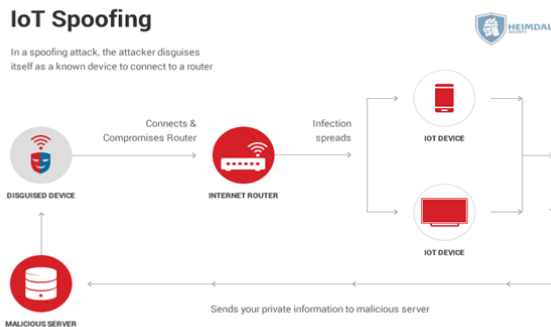 IoT Spoofing
In a spoofing attack, the attacker disguises
itself as a known device to connect to a router
HEIMDAL
SECURITY
Connects &
Compromises Router
Infection
spreads
IOT DEVICE
DISGUISED DEVICE
INTERNET ROUTER
IOT DEVICE
Sends your private information to malicious server
MALICIOUS SERVER